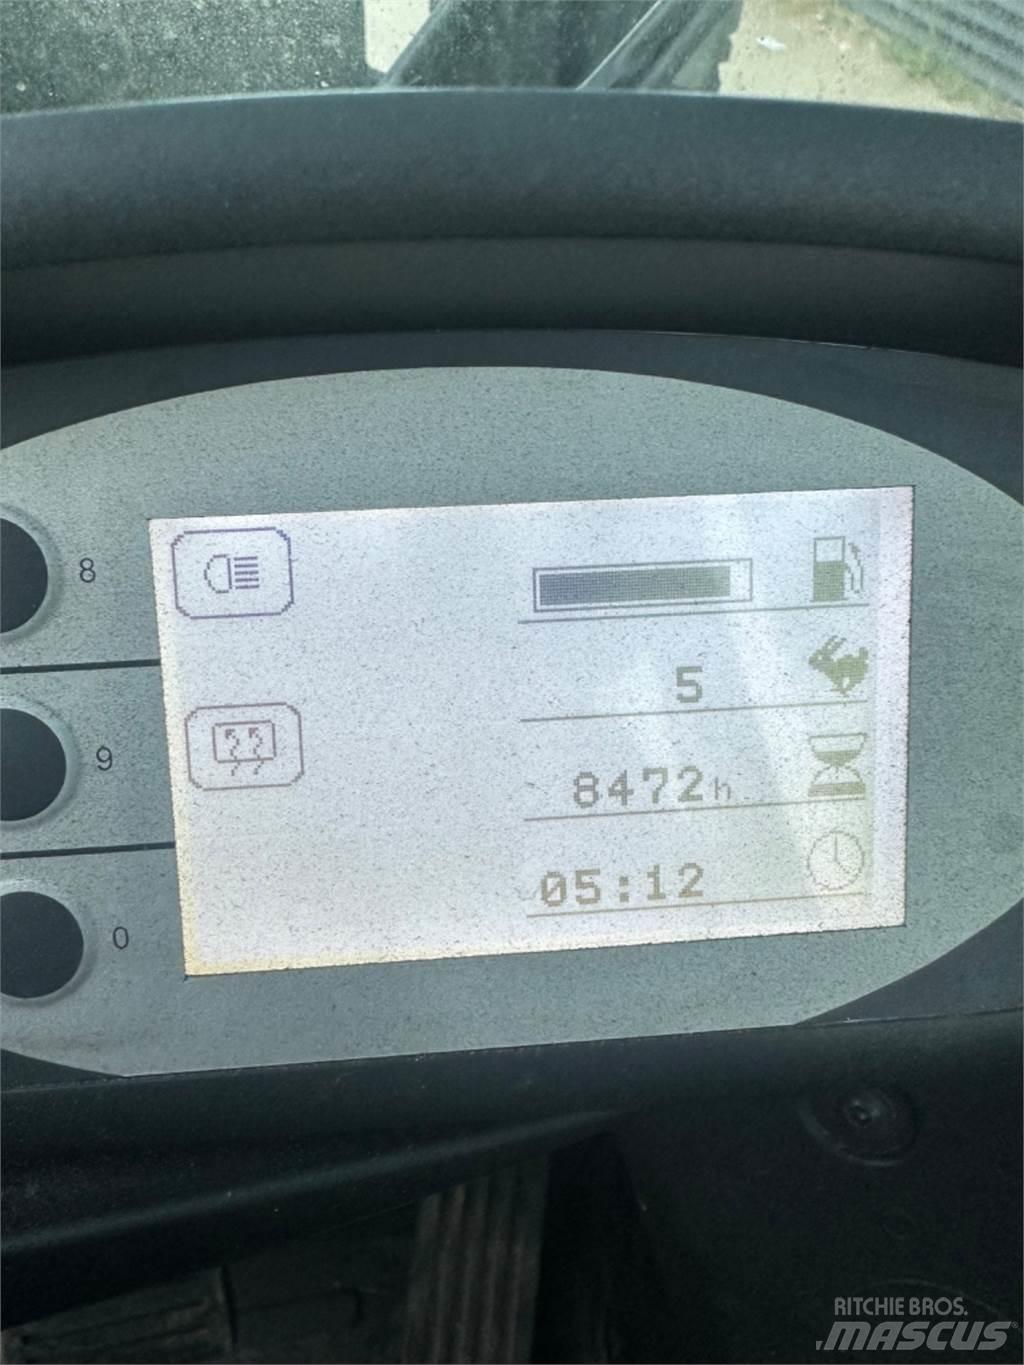 8
5
9
8472h
05:12
0
RITCHIE BROS.
MASCUS